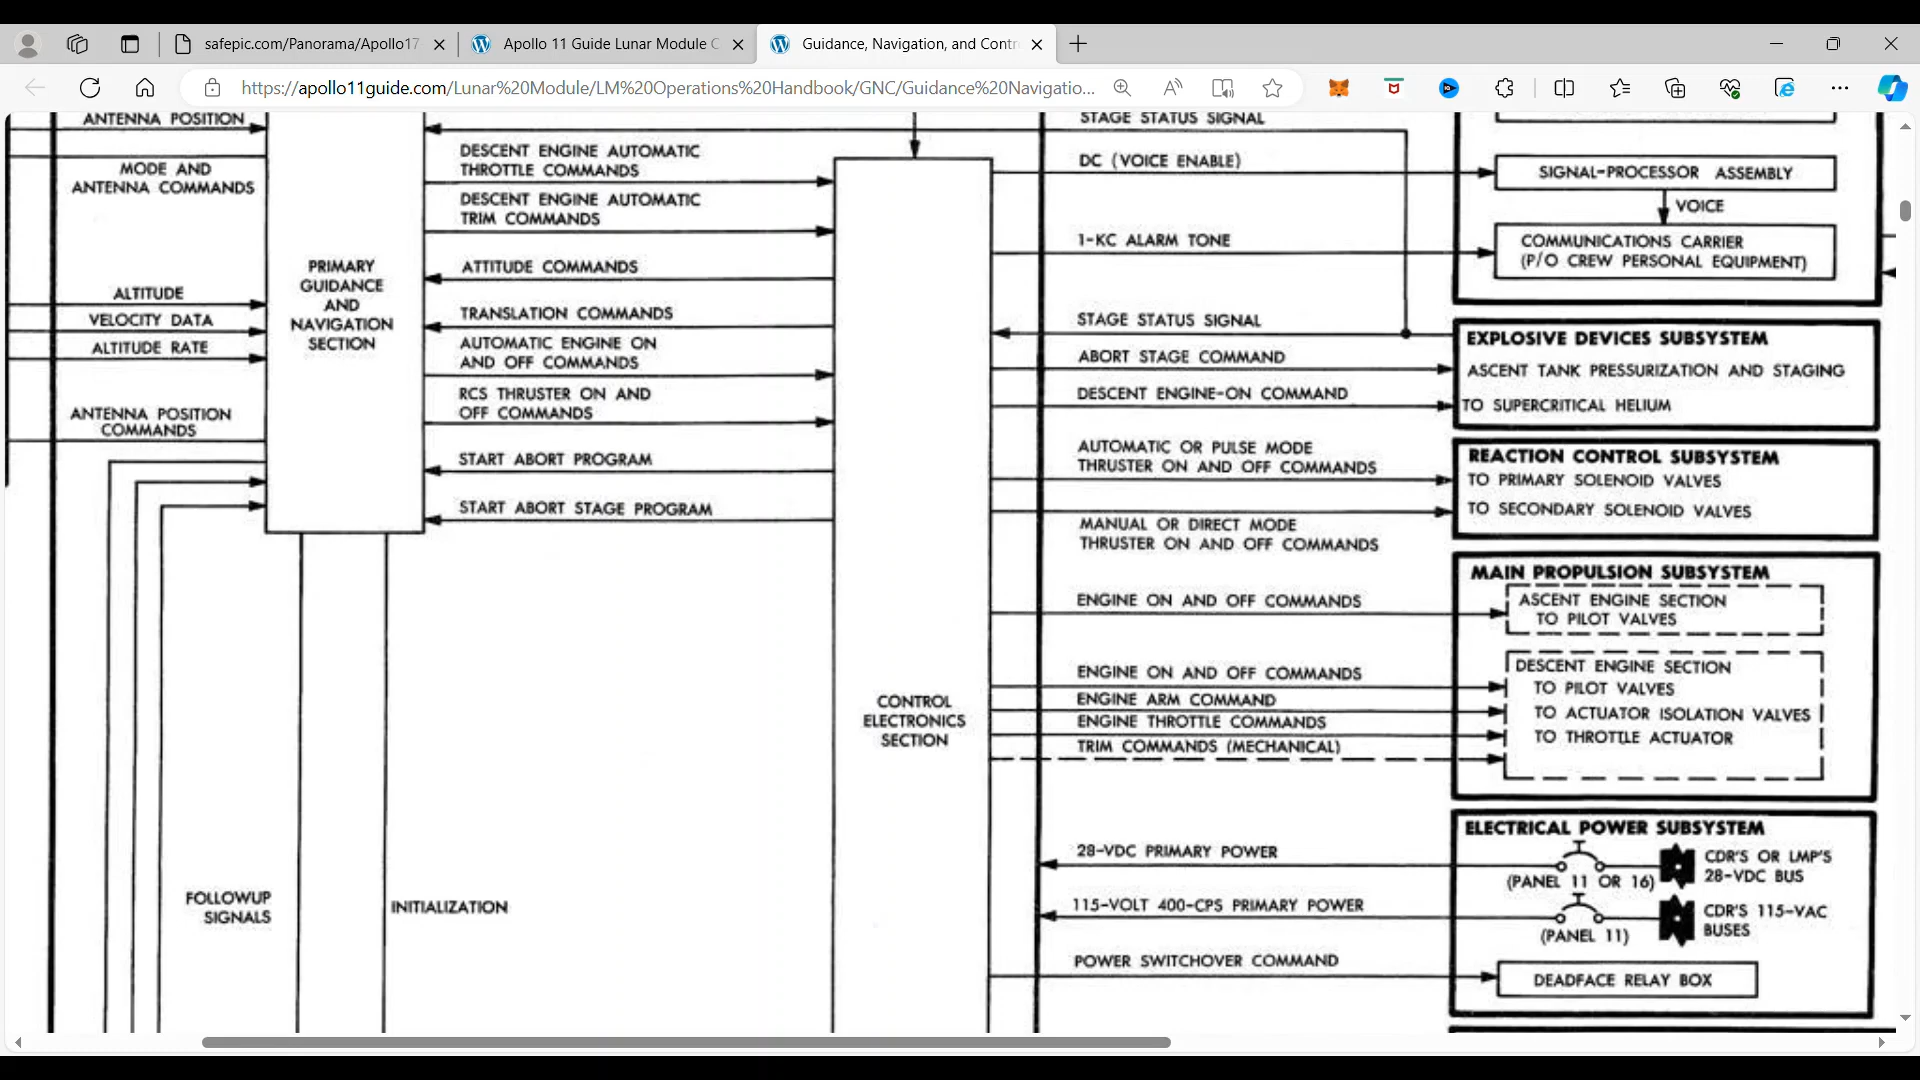 safepic.com/Panorama/Apollo17
Apollo 11 Guide Lunar Module C
Guidance, Navigation, and Contr
https://apollo11guide.com/Lunar%20Module/LM%20Operations%20Handbook/GNC/Guidance%20Navigatio...
ANTENNA POSITION
MODE AND
ANTENNA COMMANDS
ALTITUDE
VELOCITY DATA
ALTITUDE RATE
ANTENNA POSITION
COMMANDS
PRIMARY
GUIDANCE
AND
NAVIGATION
SECTION
FOLLOWUP
SIGNALS
INITIALIZATION
DESCENT ENGINE AUTOMATIC
THROTTLE COMMANDS
DESCENT ENGINE AUTOMATIC
TRIM COMMANDS
ATTITUDE COMMANDS
TRANSLATION COMMANDS
AUTOMATIC ENGINE ON
AND OFF COMMANDS
RCS THRUSTER ON AND
OFF COMMANDS
START ABORT PROGRAM
START ABORT STAGE PROGRAM
CONTROL
ELECTRONICS
SECTION
STAGE STATUS SIGNAL
DC (VOICE ENABLE)
1-KC ALARM TONE
STAGE STATUS SIGNAL
ABORT STAGE COMMAND
DESCENT ENGINE-ON COMMAND
AUTOMATIC OR PULSE MODE
THRUSTER ON AND OFF COMMANDS
MANUAL OR DIRECT MODE
THRUSTER ON AND OFF COMMANDS
ENGINE ON AND OFF COMMANDS
ENGINE ON AND OFF COMMANDS
ENGINE ARM COMMAND
ENGINE THROTTLE COMMANDS
TRIM COMMANDS (MECHANICAL)
28-VDC PRIMARY POWER
115-VOLT 400-CPS PRIMARY POWER
POWER SWITCHOVER COMMAND
SIGNAL-PROCESSOR ASSEMBLY
VOICE
COMMUNICATIONS CARRIER
(P/O CREW PERSONAL EQUIPMENT)
EXPLOSIVE DEVICES SUBSYSTEM
ASCENT TANK PRESSURIZATION AND STAGING
TO SUPERCRITICAL HELIUM
REACTION CONTROL SUBSYSTEM
TO PRIMARY SOLENOID VALVES
TO SECONDARY SOLENOID VALVES
MAIN PROPULSION SUBSYSTEM
ASCENT ENGINE SECTION
TO PILOT VALVES
DESCENT ENGINE SECTION
TO PILOT VALVES
TO ACTUATOR ISOLATION VALVES
TO THROTTLE ACTUATOR
ELECTRICAL POWER SUBSYSTEM
(PANEL 11 OR 16)
CDR'S OR LMP'S
28-VDC BUS
(PANEL 11)
CDR'S 115-VAC
BUSES
DEADFACE RELAY BOX